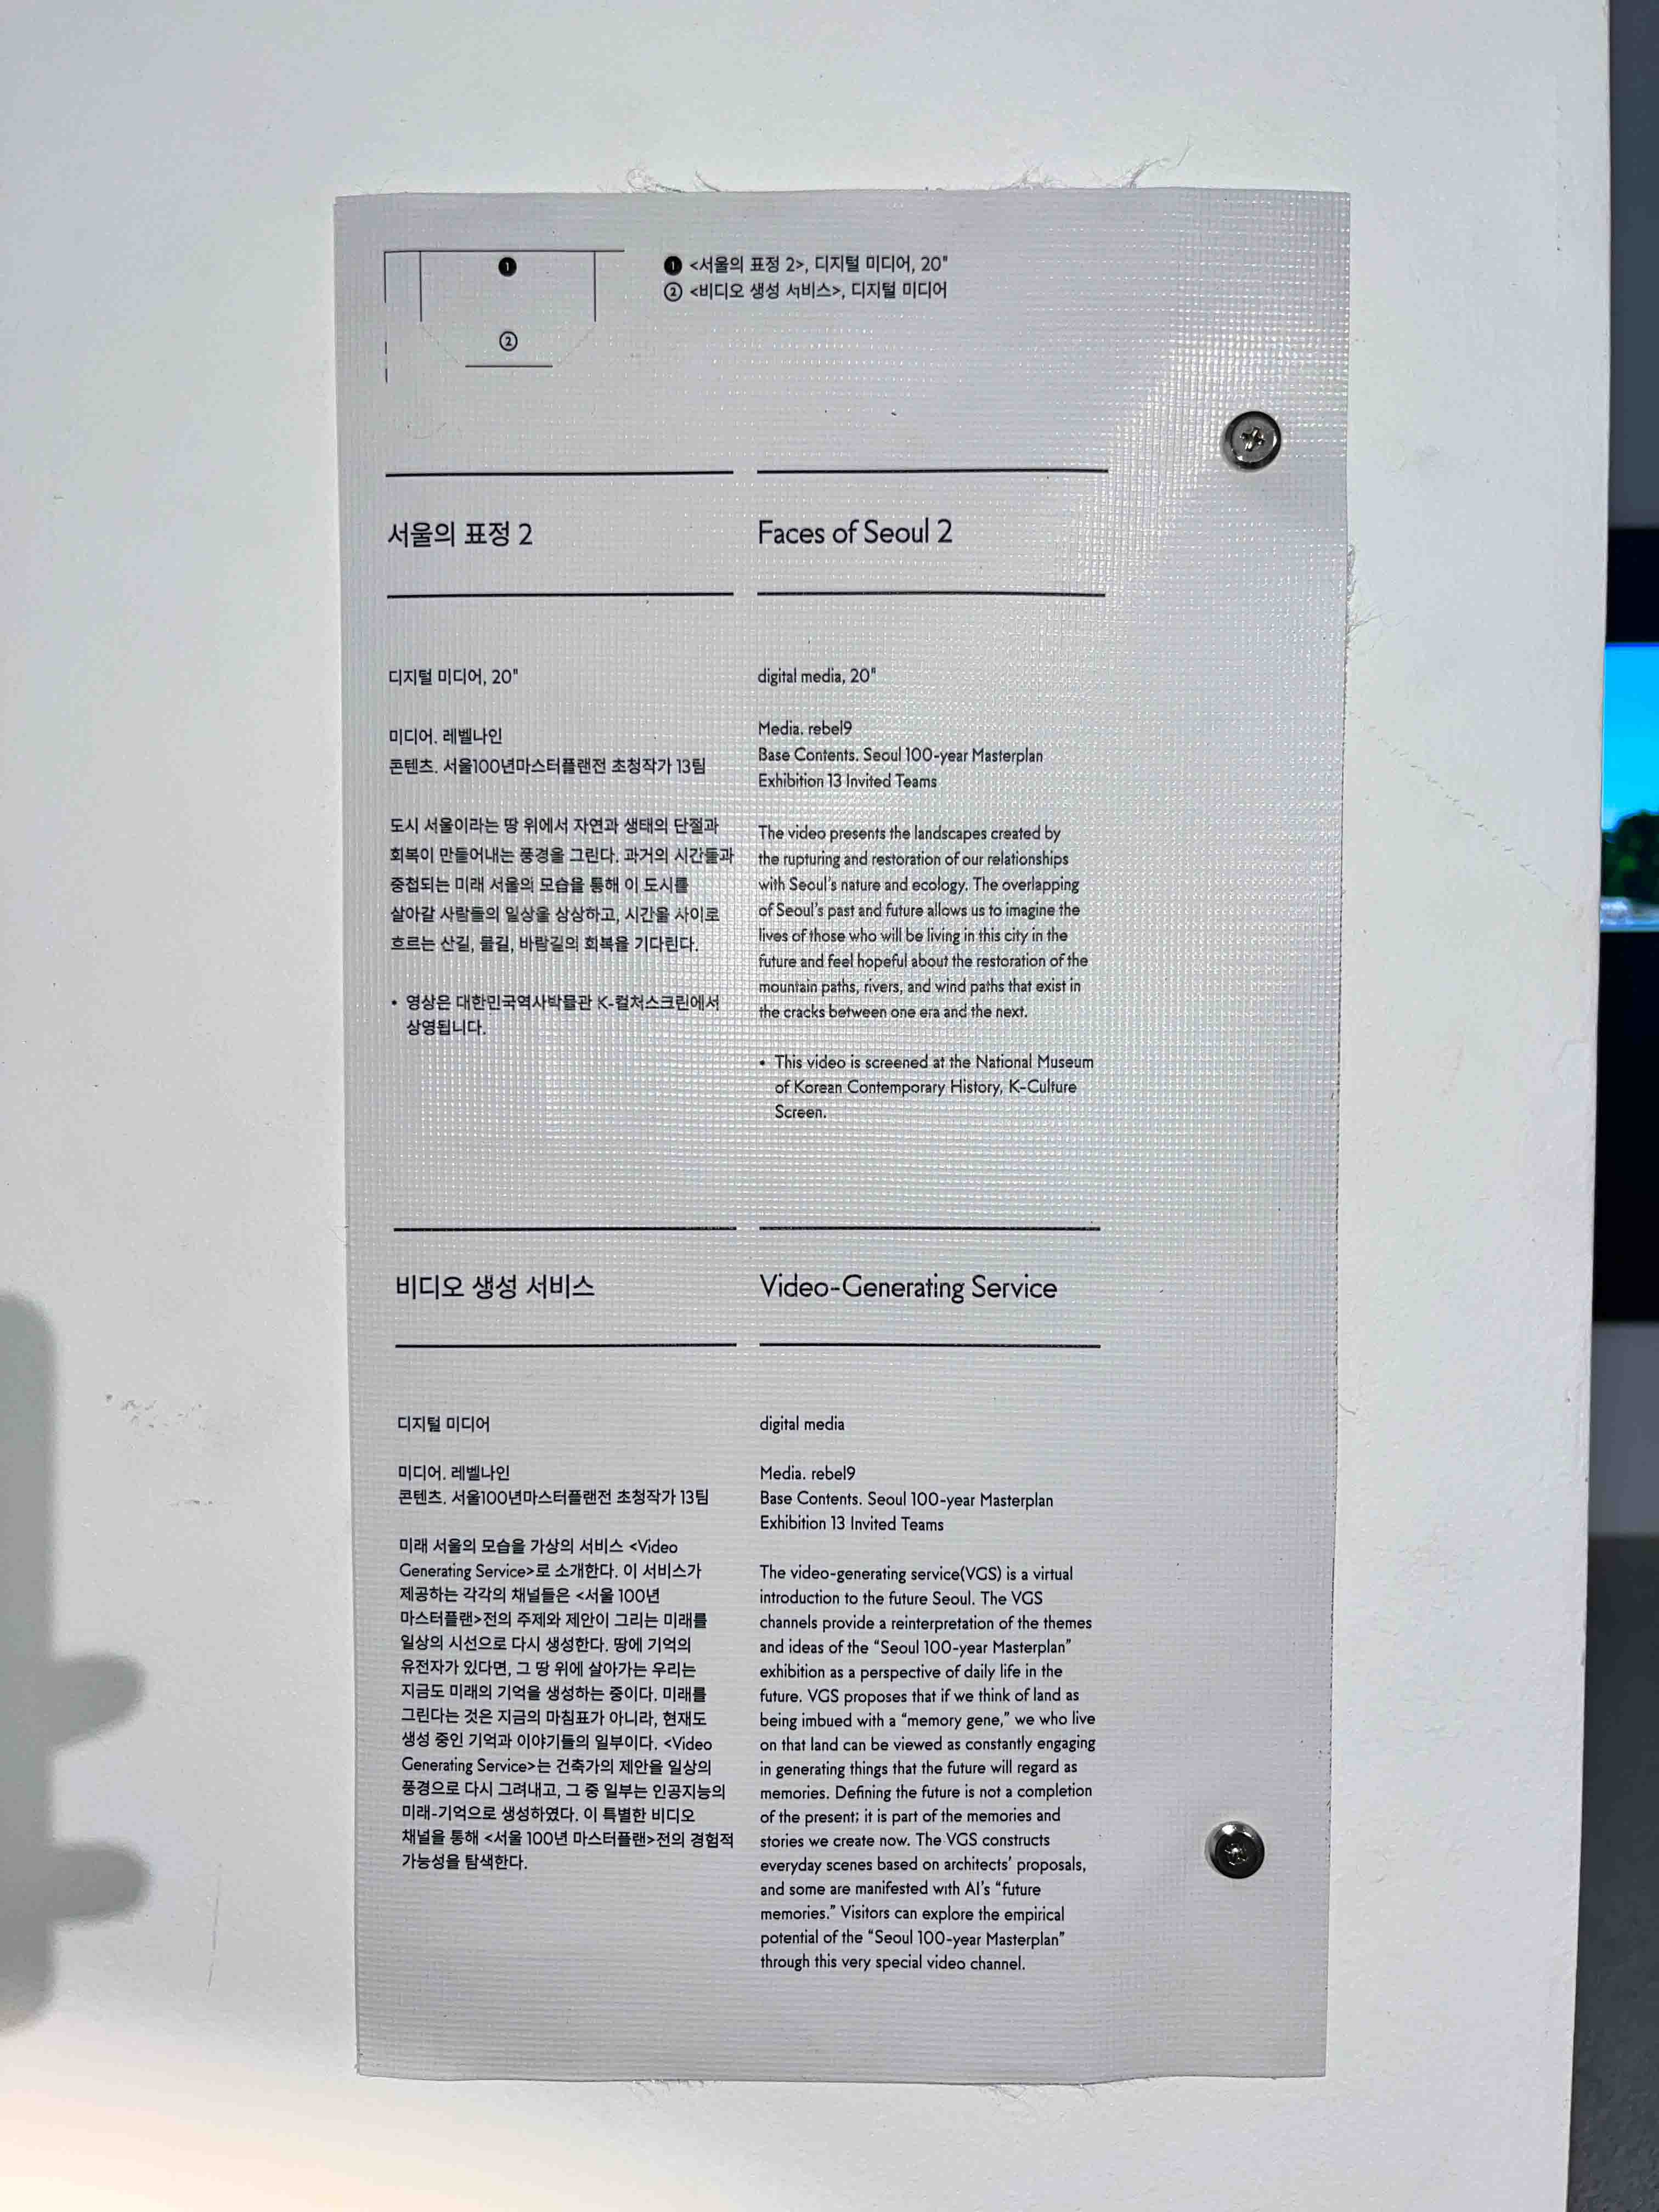 ❶
②
❶ <서울의 표정 2>, 디지털 미디어, 20"
② <비디오 생성 서비스>, 디지털 미디어
서울의 표정 2
디지털 미디어, 20"
미디어. 레벨나인
콘텐츠. 서울100년마스터플랜전 초청작가 13팀
도시 서울이라는 땅 위에서 자연과 생태의 단절과
회복이 만들어내는 풍경을 그린다. 과거의 시간들과
중첩되는 미래 서울의 모습을 통해 이 도시를
살아갈 사람들의 일상을 상상하고, 시간을 사이로
흐르는 산길, 물길, 바람길의 회복을 기다린다.
• 영상은 대한민국역사박물관 K-컬처스크린에서
상영됩니다.
Faces of Seoul 2
digital media, 20"
Media. rebel9
Base Contents. Seoul 100-year Masterplan
Exhibition 13 Invited Teams
The video presents the landscapes created by
the rupturing and restoration of our relationships
with Seoul's nature and ecology. The overlapping
of Seoul's past and future allows us to imagine the
lives of those who will be living in this city in the
future and feel hopeful about the restoration of the
mountain paths, rivers, and wind paths that exist in
the cracks between one era and the next.
• This video is screened at the National Museum
of Korean Contemporary History, K-Culture
Screen.
비디오 생성 서비스
디지털 미디어
미디어. 레벨나인
콘텐츠. 서울100년마스터플랜전 초청작가 13팀
미래 서울의 모습을 가상의 서비스 <Video
Generating Service>로 소개한다. 이 서비스가
제공하는 각각의 채널들은 <서울 100년
마스터플랜>전의 주제와 제안이 그리는 미래를
일상의 시선으로 다시 생성한다. 땅에 기억의
유전자가 있다면, 그 땅 위에 살아가는 우리는
지금도 미래의 기억을 생성하는 중이다. 미래를
그린다는 것은 지금의 마침표가 아니라, 현재도
생성 중인 기억과 이야기들의 일부이다. <Video
Generating Service>는 건축가의 제안을 일상의
풍경으로 다시 그려내고, 그 중 일부는 인공지능의
미래-기억으로 생성하였다. 이 특별한 비디오
채널을 통해 <서울 100년 마스터플랜>전의 경험적
가능성을 탐색한다.
Video-Generating Service
digital media
Media. rebel9
Base Contents. Seoul 100-year Masterplan
Exhibition 13 Invited Teams
The video-generating service(VGS) is a virtual
introduction to the future Seoul. The VGS
channels provide a reinterpretation of the themes
and ideas of the “Seoul 100-year Masterplan”
exhibition as a perspective of daily life in the
future. VGS proposes that if we think of land as
being imbued with a “memory gene,” we who live
on that land can be viewed as constantly engaging
in generating things that the future will regard as
memories. Defining the future is not a completion
of the present; it is part of the memories and
stories we create now. The VGS constructs
everyday scenes based on architects' proposals,
and some are manifested with AI's “future
memories.” Visitors can explore the empirical
potential of the “Seoul 100-year Masterplan”
through this very special video channel.